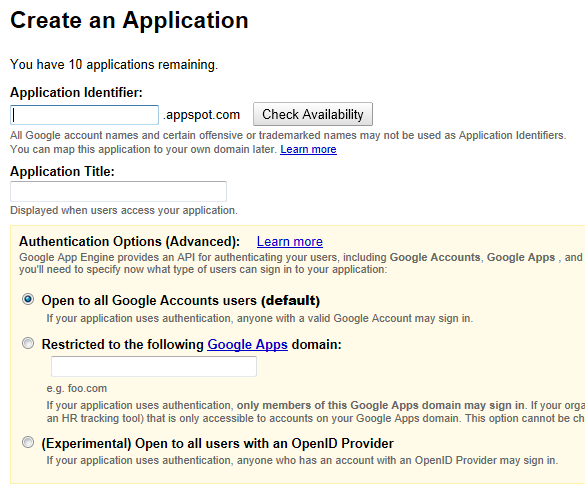 Create an Application
You have 10 applications remaining.
Application Identifier:
.appspot.com Check Availability
All Google account names and certain offensive or trademarked names may not be used as Application Identifiers.
You can map this application to your own domain later. Learn more
Application Title:
Displayed when users access your application.
Authentication Options (Advanced): Learn more
Google App Engine provides an API for authenticating your users, including Google Accounts, Google Apps , and
you'll need to specify now what type of users can sign in to your application:
Open to all Google Accounts users (default)
If your application uses authentication, anyone with a valid Google Account may sign in.
Restricted to the following Google Apps domain:
e.g. foo.com
If your application uses authentication, only members of this Google Apps domain may sign in. If your orga
an HR tracking tool) that is only accessible to accounts on your Google Apps domain. This option cannot be ch
(Experimental) Open to all users with an OpenID Provider
If your application uses authentication, anyone who has an account with an OpenID Provider may sign in.